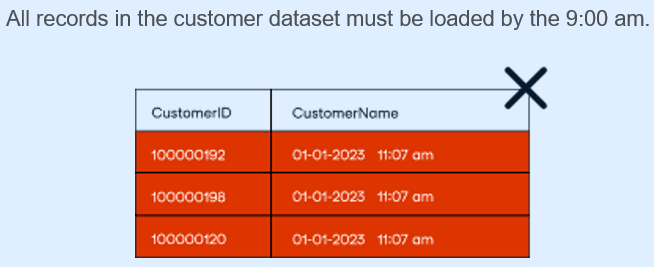 All records in the customer dataset must be loaded by the 9:00 am.
CustomerID CustomerName
100000192 01-01-2023 11:07 am
100000198 01-01-2023 11:07 am
100000120 01-01-2023 11:07 am